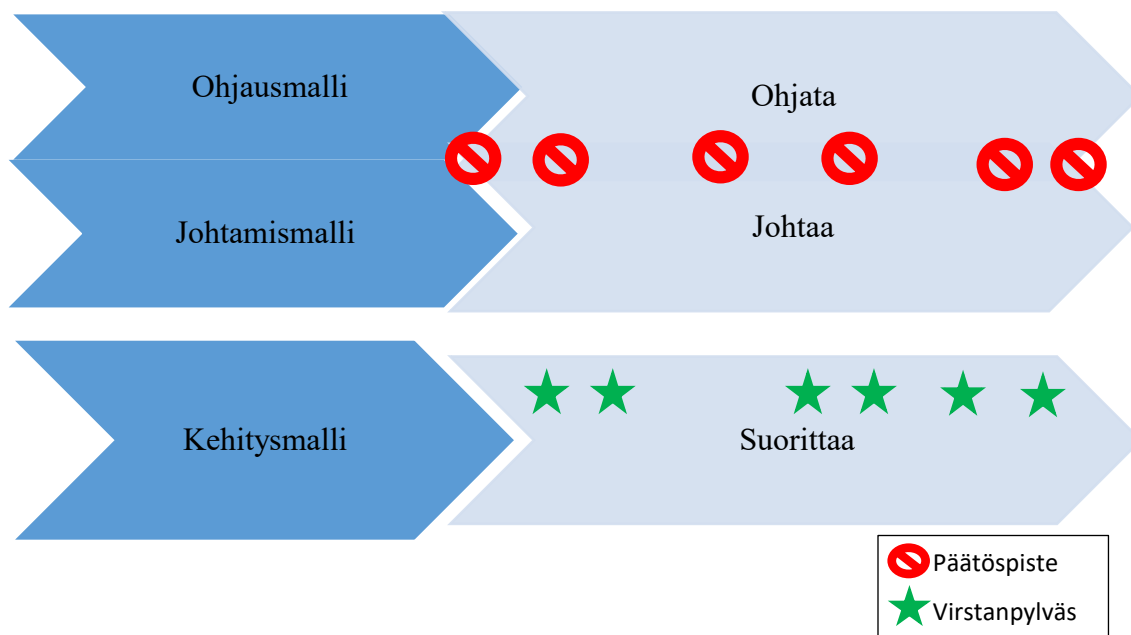 Ohjausmalli
Ohjata
Johtamismalli
Johtaa
Kehitysmalli
Suorittaa
Päätöspiste
Virstanpylväs